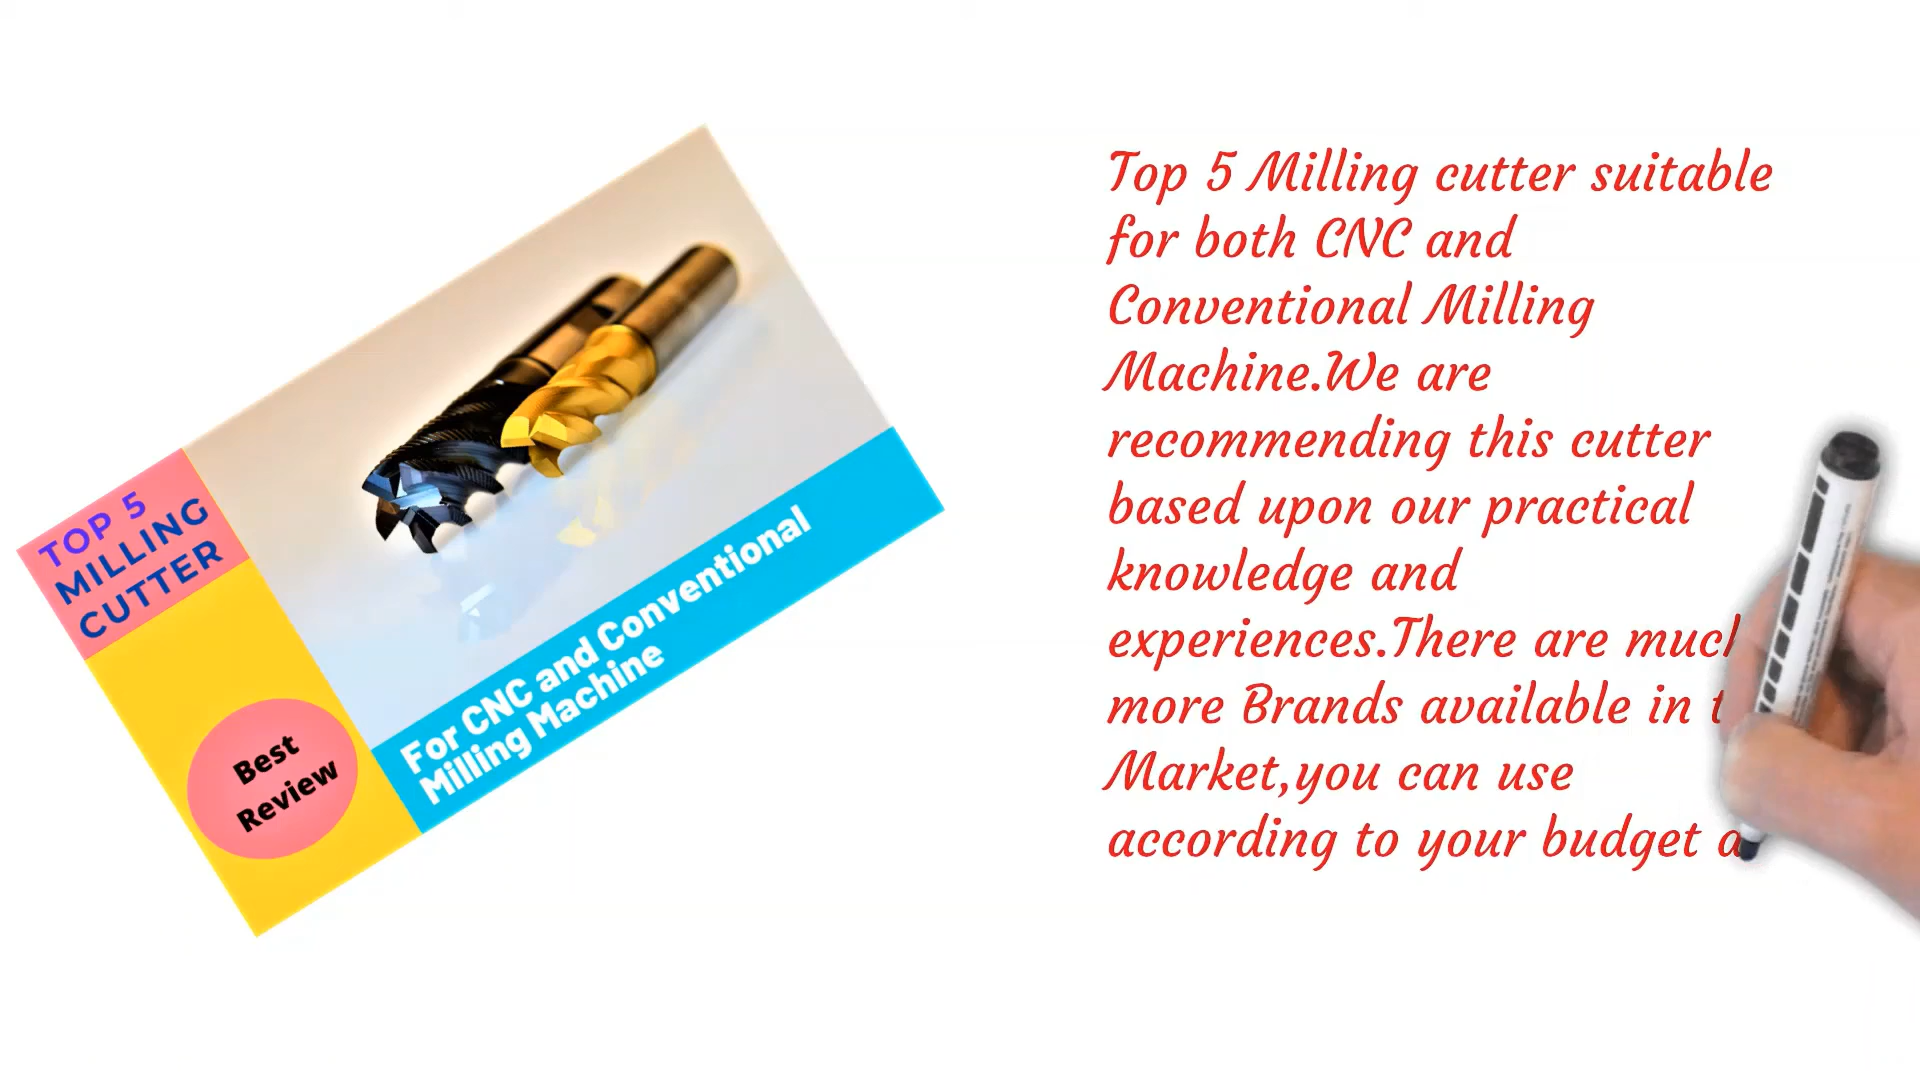 TOP 5
MILLING
CUTTER
Best
Review
For CNC and Conventional
Milling Machine
Top 5 Milling cutter suitable
for both CNC and
Conventional Milling
Machine.We are
recommending this cutter
based upon our practical
knowledge and
experiences.There are much
more Brands available in
Market,you can use
according to your budget